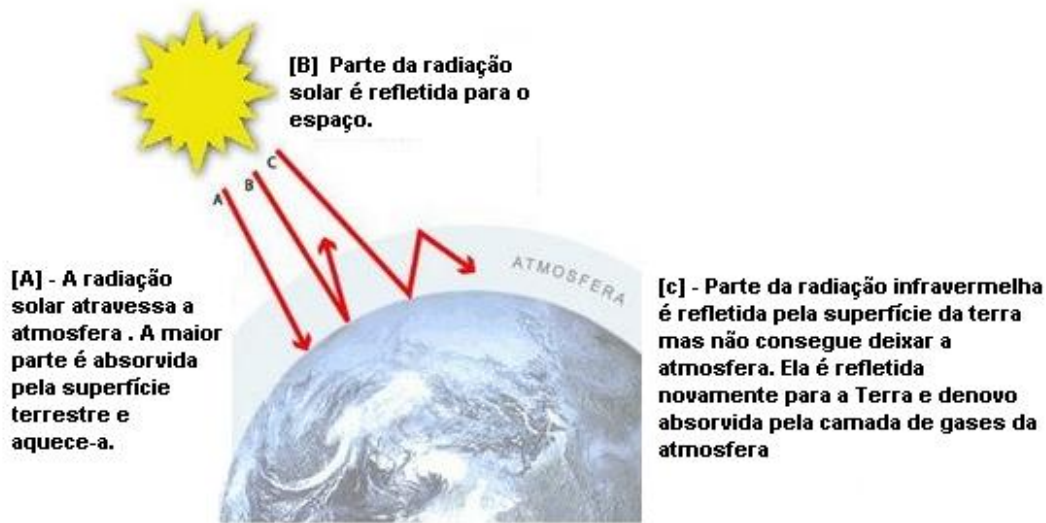 [B] Parte da radiação
solar é refletida para o
espaço.
C
B
A
ATMOSFERA
[A] - A radiação
solar atravessa a
atmosfera . A maior
parte é absorvida
pela superfície
terrestre e
aquece-a.
[c] - Parte da radiação infravermelha
é refletida pela superfície da terra
mas não consegue deixar a
atmosfera. Ela é refletida
novamente para a Terra e denovo
absorvida pela camada de gases da
atmosfera